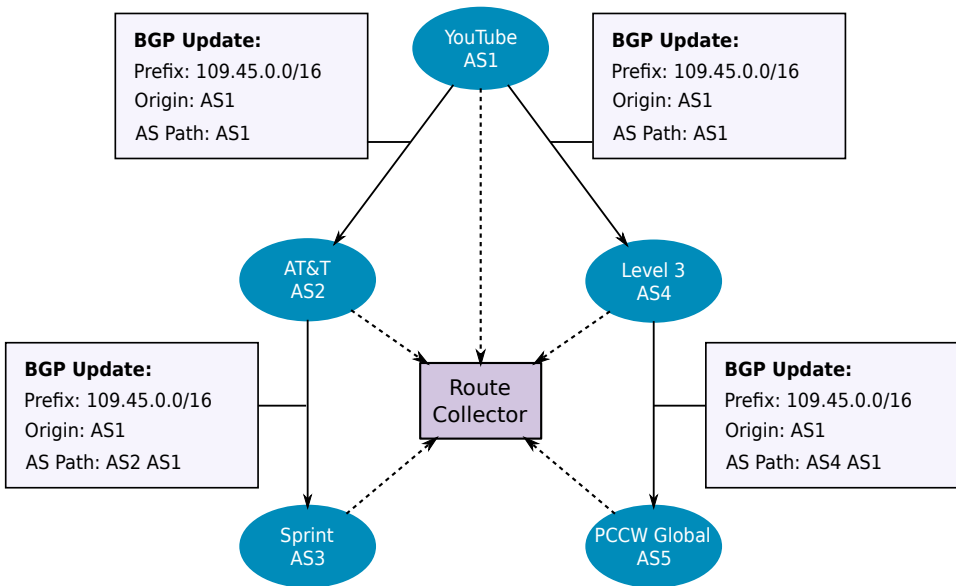 BGP Update:
Prefix: 109.45.0.0/16
Origin: AS1
AS Path: AS1
YouTube
AS1
BGP Update:
Prefix: 109.45.0.0/16
Origin: AS1
AS Path: AS1
AT&T
AS2
Level 3
AS4
BGP Update:
Prefix: 109.45.0.0/16
Origin: AS1
AS Path: AS2 AS1
Route
Collector
BGP Update:
Prefix: 109.45.0.0/16
Origin: AS1
AS Path: AS4 AS1
Sprint
AS3
PCCW Global
AS5